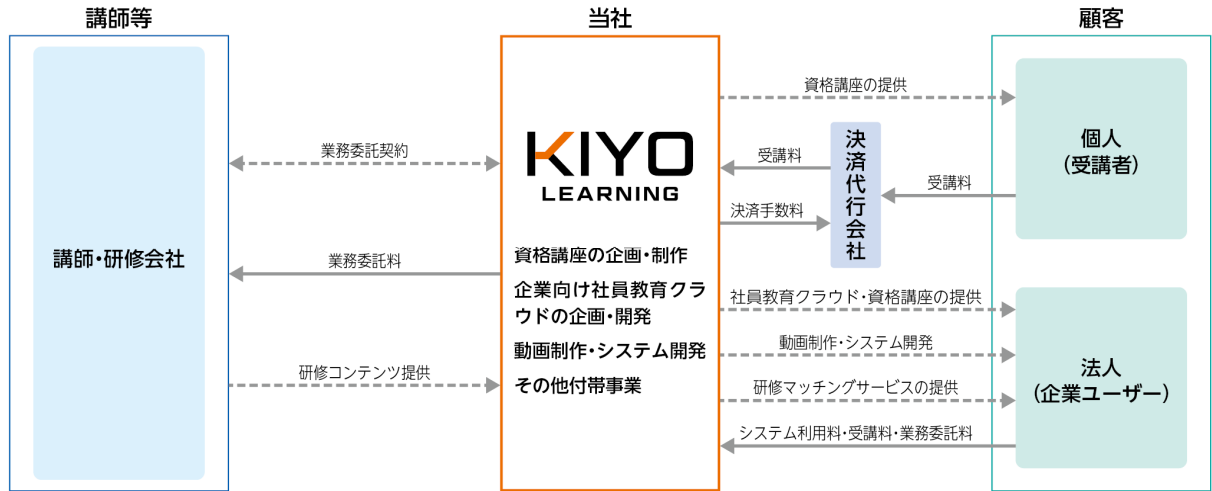 講師等
当社
顧客
講師・研修会社
業務委託契約
業務委託料
研修コンテンツ提供
KIYO
LEARNING
資格講座の企画・制作
企業向け社員教育クラ
ウドの企画・開発
動画制作・システム開発
その他付帯事業
資格講座の提供
受講料
決済手数料
決済代行会社
受講料
個人
（受講者）
社員教育クラウド・資格講座の提供
動画制作・システム開発
研修マッチングサービスの提供
システム利用料・受講料・業務委託料
法人
（企業ユーザー）